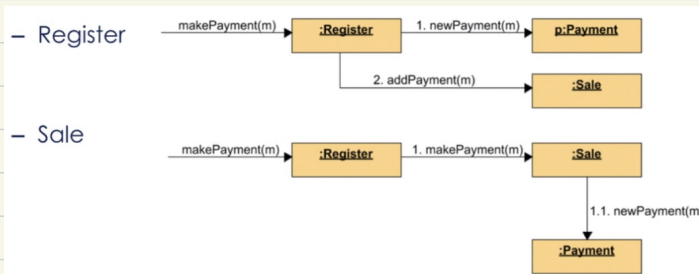 – Register
makePayment(m)
:Register
1. newPayment(m)
p:Payment
2. addPayment(m)
:Sale
– Sale
makePayment(m)
:Register
1. makePayment(m)
:Sale
1.1. newPayment(m
:Payment